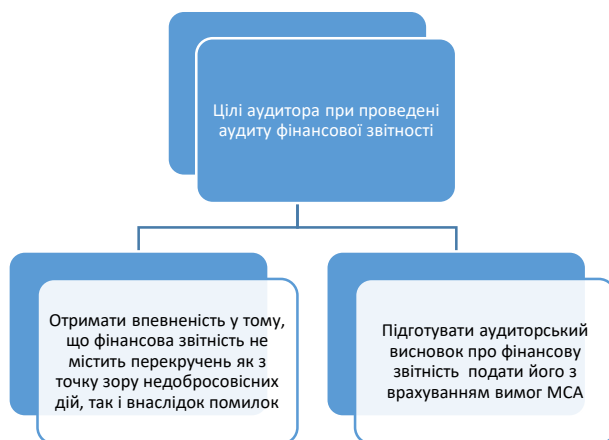 Цілі аудитора при проведені
аудиту фінансової звітності
Отримати впевненість у тому,
що фінансова звітність не
містить перекручень як з
точку зору недобросовісних
дій, так і внаслідок помилок
Підготувати аудиторський
висновок про фінансову
звітність подати його з
врахуванням вимог МСА